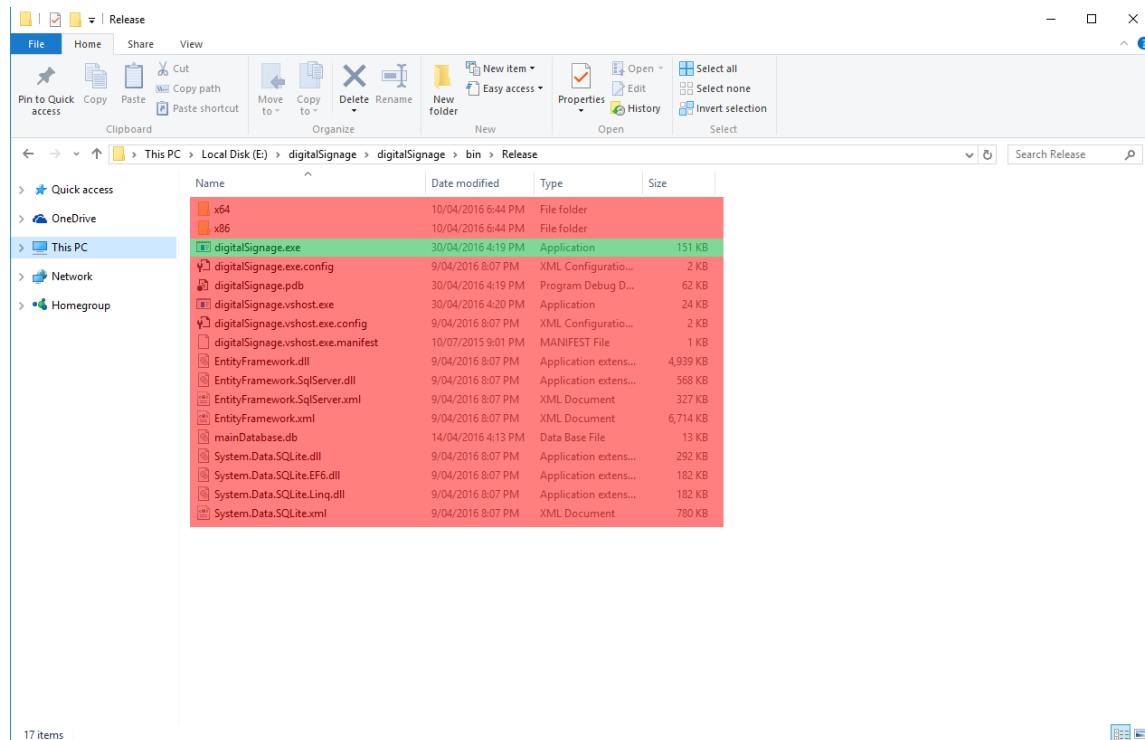 Release
File Home Share View
Pin to Quick access
Copy
Paste
Cut
Copy path
Paste shortcut
Clipboard
Move to
Copy to
Delete
Rename
Organize
New folder
New item
Easy access
New
Properties
Open
Edit
History
Open
Select all
Select none
Invert selection
Select
This PC > Local Disk (E:) > digitalSignage > digitalSignage > bin > Release
Search Release
Quick access
OneDrive
This PC
Network
Homegroup
Name Date modified Type Size
x64 10/04/2016 6:44 PM File folder
x86 10/04/2016 6:44 PM File folder
digitalSignage.exe 30/04/2016 4:19 PM Application 151 KB
digitalSignage.exe.config 9/04/2016 8:07 PM XML Configuratio... 2 KB
digitalSignage.pdb 30/04/2016 4:19 PM Program Debug D... 62 KB
digitalSignage.vshost.exe 30/04/2016 4:20 PM Application 24 KB
digitalSignage.vshost.exe.config 9/04/2016 8:07 PM XML Configuratio... 2 KB
digitalSignage.vshost.exe.manifest 10/07/2015 9:01 PM MANIFEST File 1 KB
EntityFramework.dll 9/04/2016 8:07 PM Application extens... 4,939 KB
EntityFramework.SqlServer.dll 9/04/2016 8:07 PM Application extens... 568 KB
EntityFramework.SqlServer.xml 9/04/2016 8:07 PM XML Document 327 KB
EntityFramework.xml 9/04/2016 8:07 PM XML Document 6,714 KB
mainDatabase.db 14/04/2016 4:13 PM Data Base File 13 KB
System.Data.SQLite.dll 9/04/2016 8:07 PM Application extens... 292 KB
System.Data.SQLite.EF6.dll 9/04/2016 8:07 PM Application extens... 182 KB
System.Data.SQLite.Linq.dll 9/04/2016 8:07 PM Application extens... 182 KB
System.Data.SQLite.xml 9/04/2016 8:07 PM XML Document 780 KB
17 items